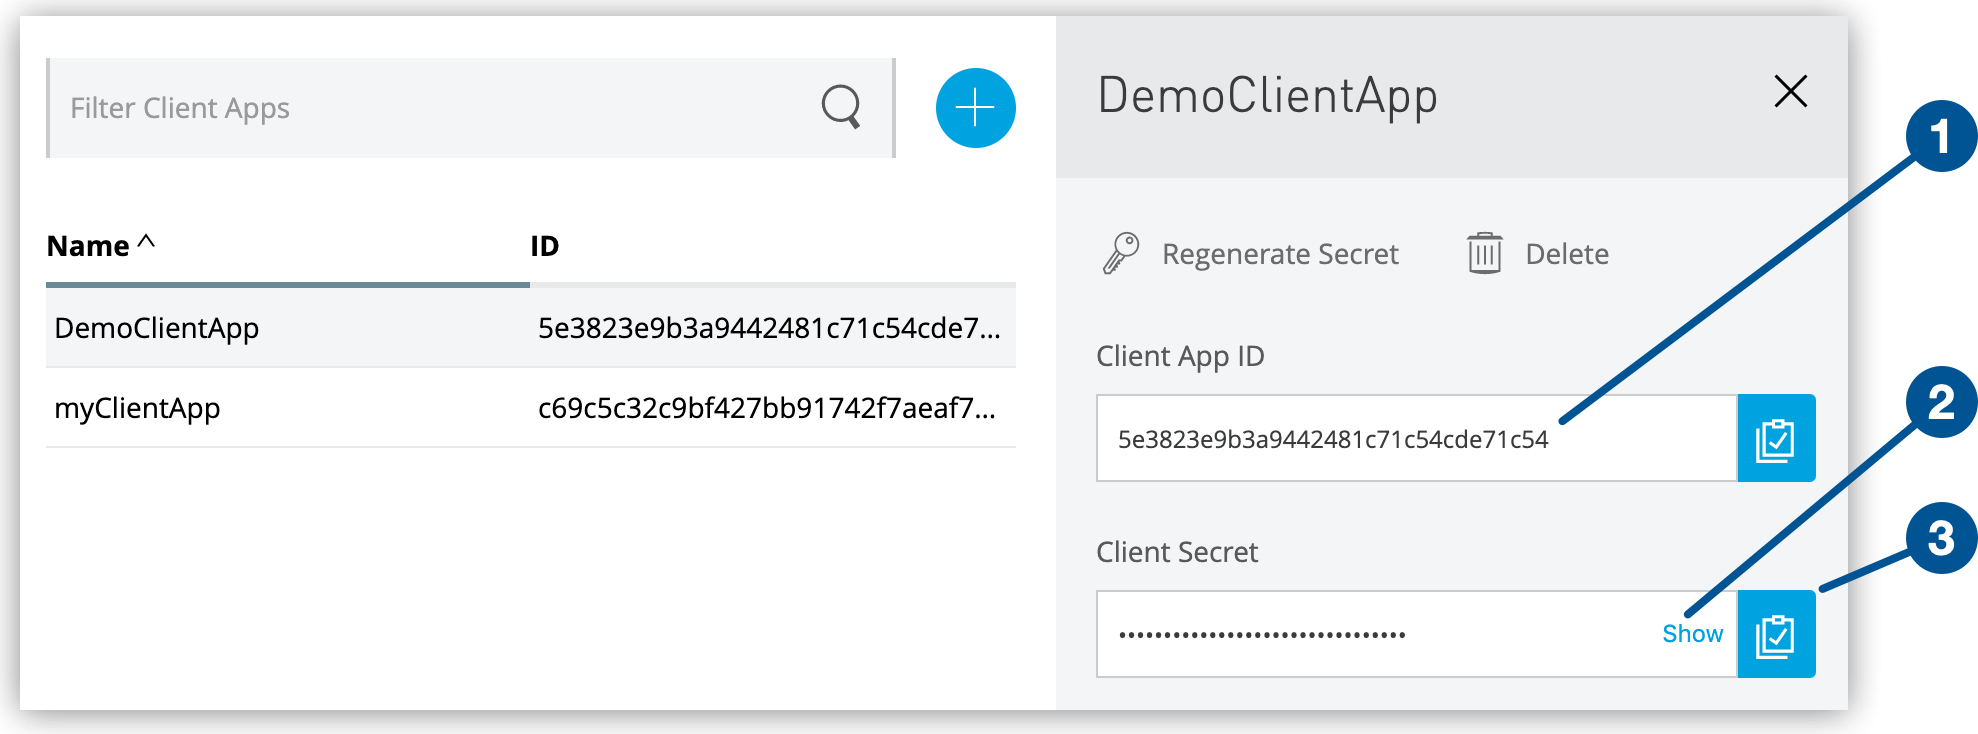 Filter Client Apps
Name ID
DemoClientApp 5e3823e9b3a9442481c71c54cde7...
myClientApp c69c5c32c9bf427bb91742f7aeaf7...
DemoClientApp
Regenerate Secret Delete
Client App ID
5e3823e9b3a9442481c71c54cde71c54
Client Secret
•••••••••••••••••••••••••••••••• Show
1
2
3